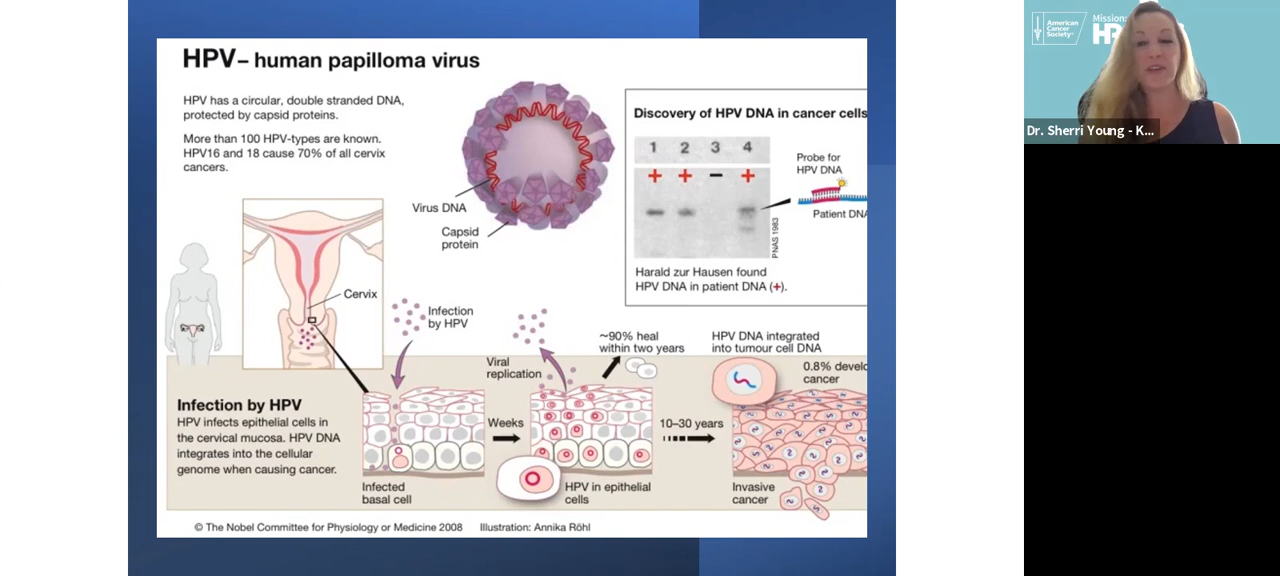 HPV – human papilloma virus
HPV has a circular, double stranded DNA,
protected by capsid proteins.
More than 100 HPV-types are known.
HPV16 and 18 cause 70% of all cervix
cancers.
Virus DNA
Capsid
protein
Discovery of HPV DNA in cancer cells
1 2 3 4
+ + − +
Probe for
HPV DNA
Patient DNA
PNAS 1983
Harald zur Hausen found
HPV DNA in patient DNA (+).
Cervix
Infection
by HPV
Viral
replication
~90% heal
within two years
HPV DNA integrated
into tumour cell DNA
0.8% develo
cancer
Infection by HPV
HPV infects epithelial cells in
the cervical mucosa. HPV DNA
integrates into the cellular
genome when causing cancer.
Weeks
10–30 years
Infected
basal cell
HPV in epithelial
cells
Invasive
cancer
© The Nobel Committee for Physiology or Medicine 2008 Illustration: Annika Röhl
American
Cancer
Society
Mission:
Dr. Sherri Young - K...